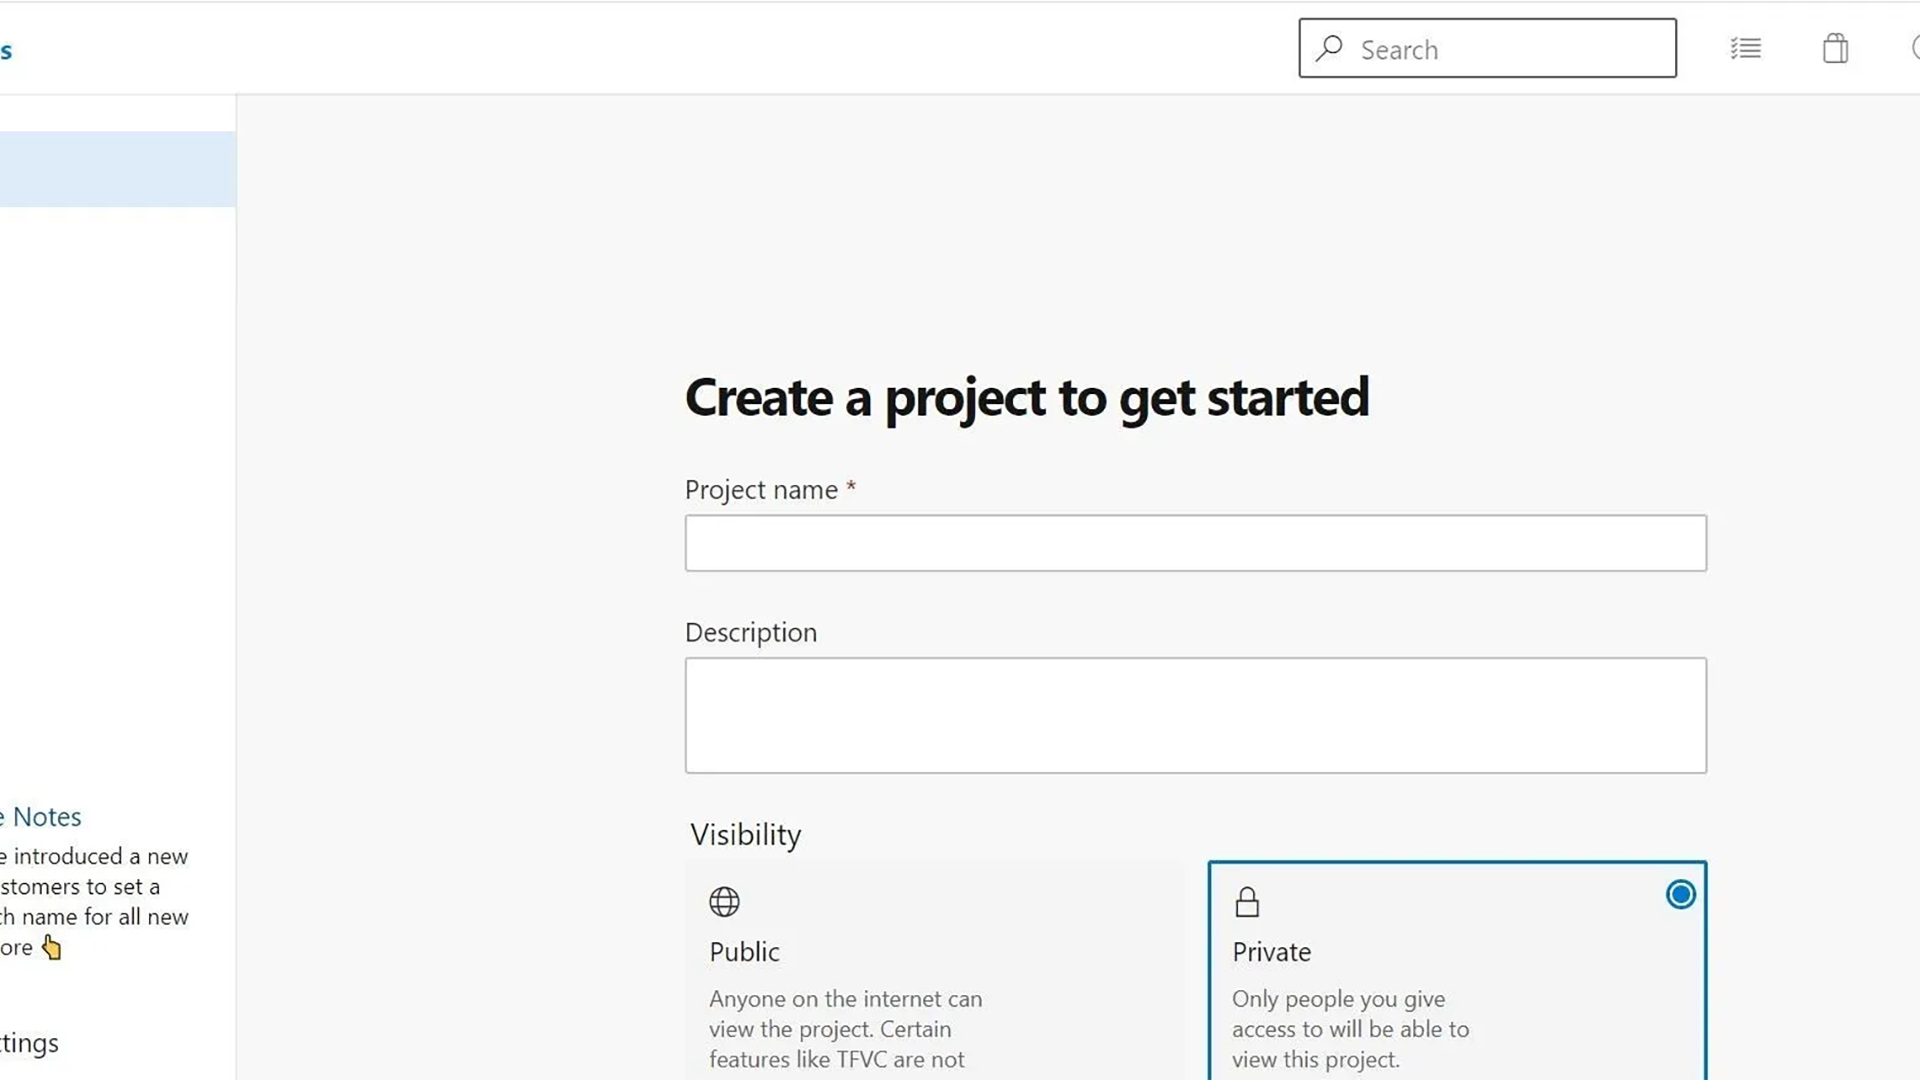 s
Search
Create a project to get started
Project name *
Description
Visibility
Public
Anyone on the internet can
view the project. Certain
features like TFVC are not
Private
Only people you give
access to will be able to
view this project.
e Notes
e introduced a new
stomers to set a
ch name for all new
ore 👆
ttings